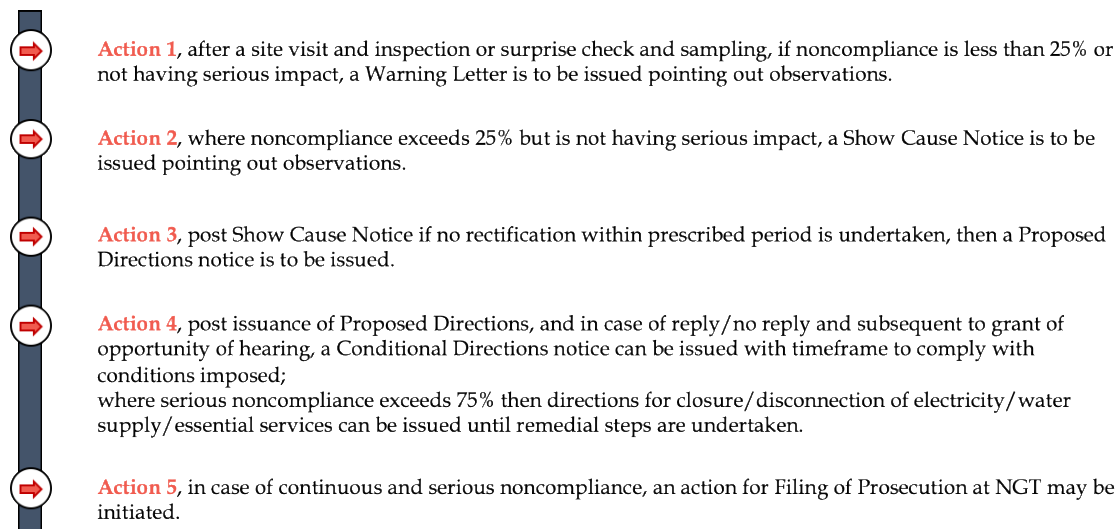 Action 1, after a site visit and inspection or surprise check and sampling, if noncompliance is less than 25% or
not having serious impact, a Warning Letter is to be issued pointing out observations.
Action 2, where noncompliance exceeds 25% but is not having serious impact, a Show Cause Notice is to be
issued pointing out observations.
Action 3, post Show Cause Notice if no rectification within prescribed period is undertaken, then a Proposed
Directions notice is to be issued.
Action 4, post issuance of Proposed Directions, and in case of reply/no reply and subsequent to grant of
opportunity of hearing, a Conditional Directions notice can be issued with timeframe to comply with
conditions imposed;
where serious noncompliance exceeds 75% then directions for closure/disconnection of electricity/water
supply/essential services can be issued until remedial steps are undertaken.
Action 5, in case of continuous and serious noncompliance, an action for Filing of Prosecution at NGT may be
initiated.